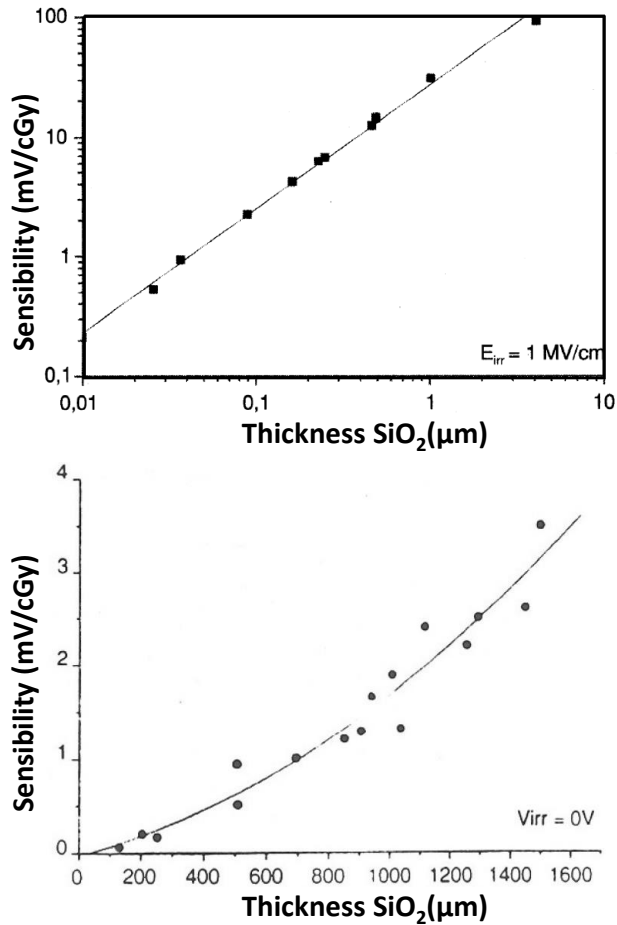 100
10
1
0,1
Sensibility (mV/cGy)
E_irr = 1 MV/cm
0,01 0,1 1 10
Thickness SiO₂(µm)
4
3
2
1
0
Sensibility (mV/cGy)
Virr = 0V
0 200 400 600 800 1000 1200 1400 1600
Thickness SiO₂(µm)